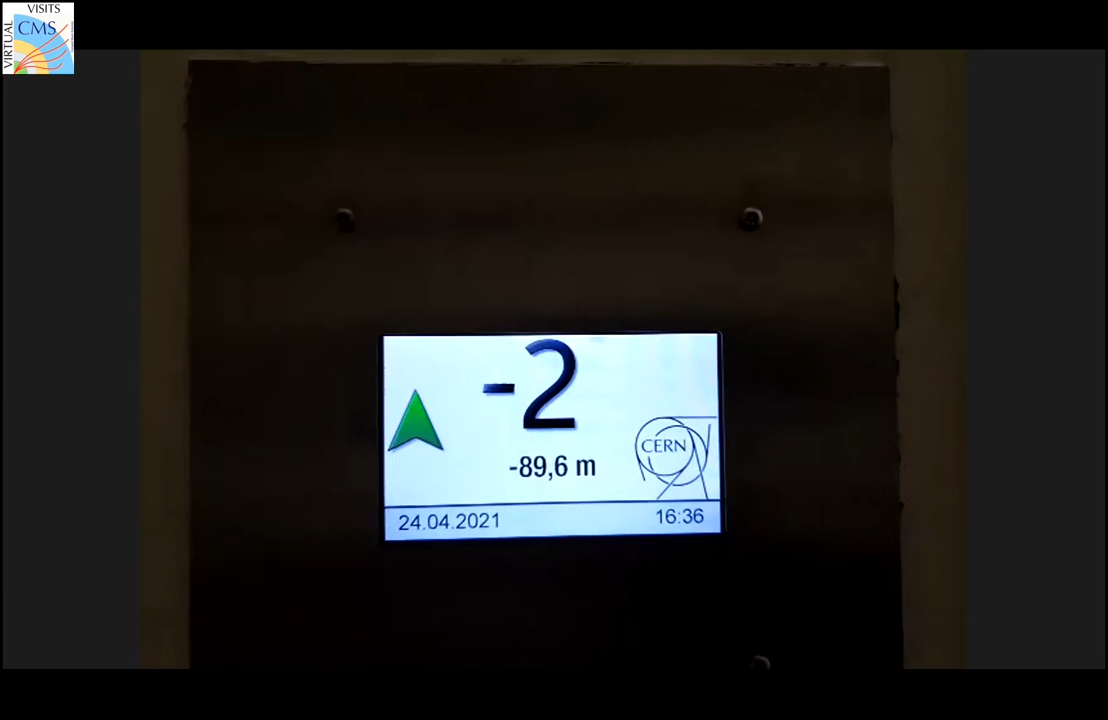 VISITS
CMS
VIRTUAL
-2
-89,6 m
CERN
24.04.2021
16:36